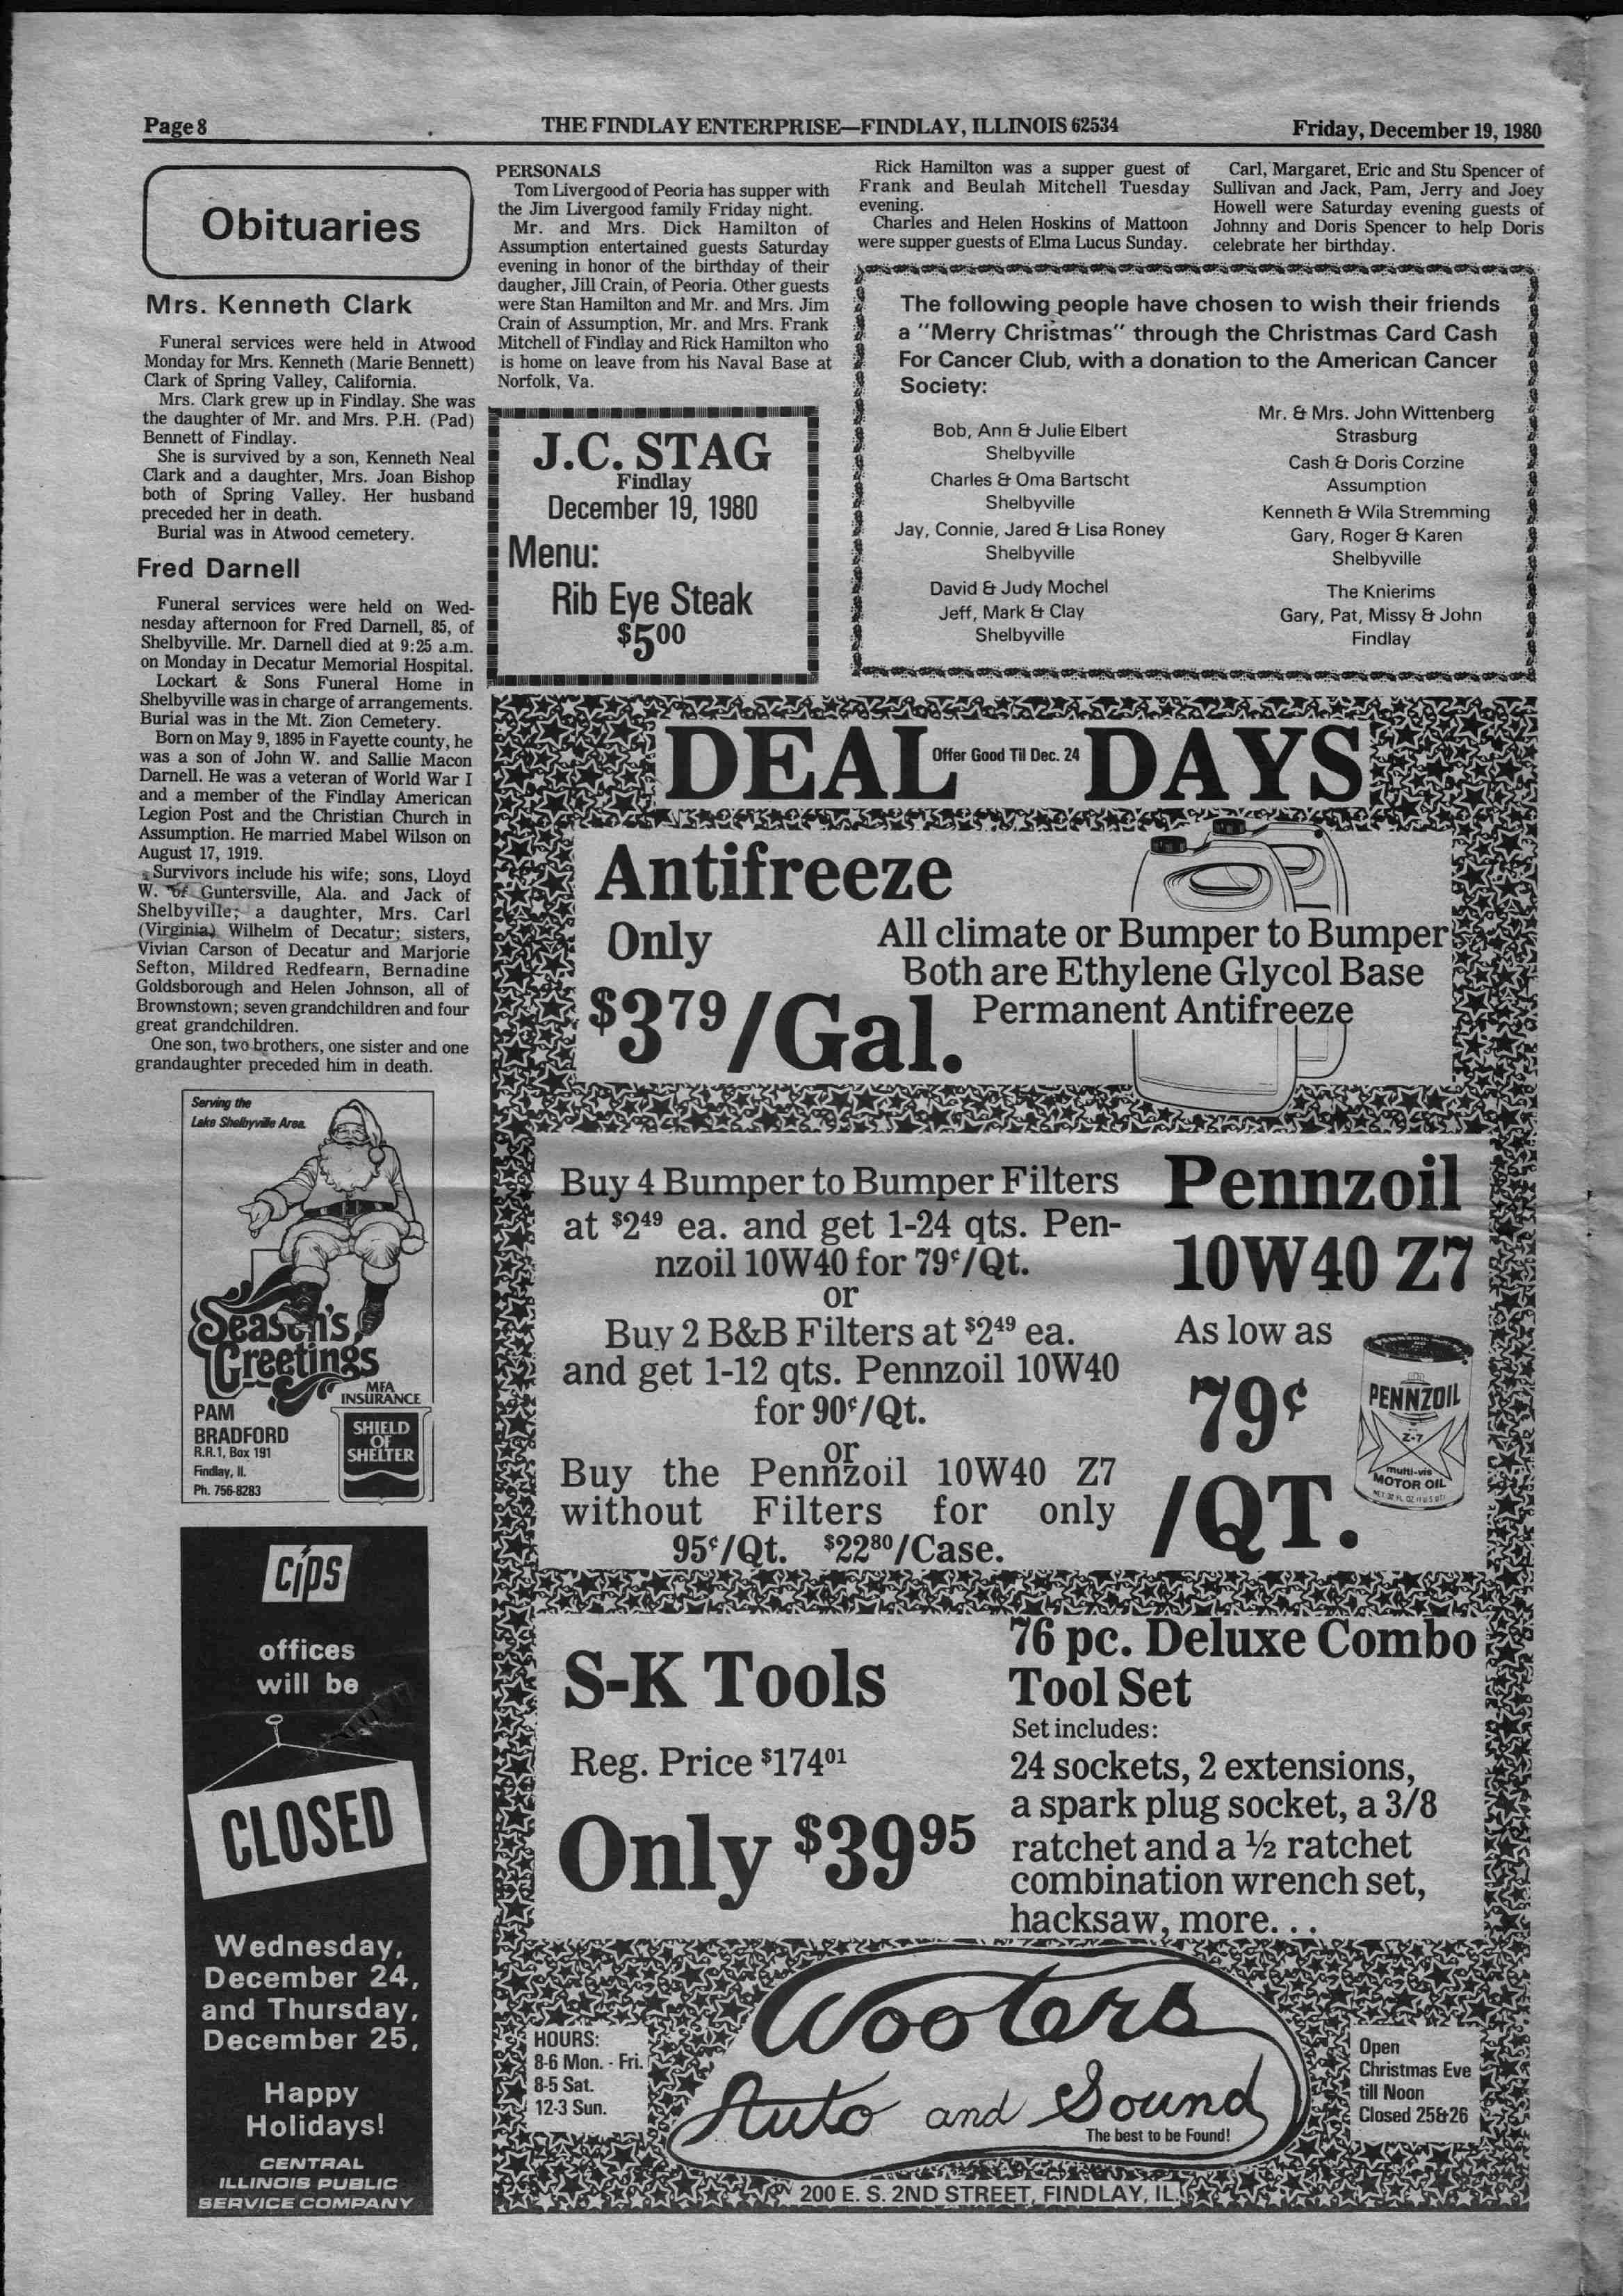 Page 8
THE FINDLAY ENTERPRISE—FINDLAY, ILLINOIS 62534
Friday, December 19, 1980
Obituaries
Mrs. Kenneth Clark
Funeral services were held in Atwood
Monday for Mrs. Kenneth (Marie Bennett)
Clark of Spring Valley, California.
Mrs. Clark grew up in Findlay. She was
the daughter of Mr. and Mrs. P.H. (Pad)
Bennett of Findlay.
She is survived by a son, Kenneth Neal
Clark and a daughter, Mrs. Joan Bishop
both of Spring Valley. Her husband
preceded her in death.
Burial was in Atwood cemetery.
Fred Darnell
Funeral services were held on Wed-
nesday afternoon for Fred Darnell, 85, of
Shelbyville. Mr. Darnell died at 9:25 a.m.
on Monday in Decatur Memorial Hospital.
Lockart & Sons Funeral Home in
Shelbyville was in charge of arrangements.
Burial was in the Mt. Zion Cemetery.
Born on May 9, 1895 in Fayette county, he
was a son of John W. and Sallie Macon
Darnell. He was a veteran of World War I
and a member of the Findlay American
Legion Post and the Christian Church in
Assumption. He married Mabel Wilson on
August 17, 1919.
Survivors include his wife; sons, Lloyd
W. of Guntersville, Ala. and Jack of
Shelbyville; a daughter, Mrs. Carl
(Virginia) Wilhelm of Decatur; sisters,
Vivian Carson of Decatur and Marjorie
Sefton, Mildred Redfearn, Bernadine
Goldsborough and Helen Johnson, all of
Brownstown; seven grandchildren and four
great grandchildren.
One son, two brothers, one sister and one
grandaughter preceded him in death.
Serving the
Lake Shelbyville Area.
Season's
Greetings
MFA
INSURANCE
SHIELD
OF
SHELTER
PAM
BRADFORD
R.R.1, Box 191
Findlay, Il.
Ph. 756-8283
CIPS
offices
will be
CLOSED
Wednesday,
December 24,
and Thursday,
December 25,
Happy
Holidays!
CENTRAL
ILLINOIS PUBLIC
SERVICE COMPANY
PERSONALS
Tom Livergood of Peoria has supper with
the Jim Livergood family Friday night.
Mr. and Mrs. Dick Hamilton of
Assumption entertained guests Saturday
evening in honor of the birthday of their
daugher, Jill Crain, of Peoria. Other guests
were Stan Hamilton and Mr. and Mrs. Jim
Crain of Assumption, Mr. and Mrs. Frank
Mitchell of Findlay and Rick Hamilton who
is home on leave from his Naval Base at
Norfolk, Va.
Rick Hamilton was a supper guest of
Frank and Beulah Mitchell Tuesday
evening.
Charles and Helen Hoskins of Mattoon
were supper guests of Elma Lucus Sunday.
Carl, Margaret, Eric and Stu Spencer of
Sullivan and Jack, Pam, Jerry and Joey
Howell were Saturday evening guests of
Johnny and Doris Spencer to help Doris
celebrate her birthday.
J.C. STAG
Findlay
December 19, 1980
Menu:
Rib Eye Steak
$5⁰⁰
The following people have chosen to wish their friends
a "Merry Christmas" through the Christmas Card Cash
For Cancer Club, with a donation to the American Cancer
Society:
Bob, Ann & Julie Elbert
Shelbyville
Charles & Oma Bartscht
Shelbyville
Jay, Connie, Jared & Lisa Roney
Shelbyville
David & Judy Mochel
Jeff, Mark & Clay
Shelbyville
Mr. & Mrs. John Wittenberg
Strasburg
Cash & Doris Corzine
Assumption
Kenneth & Wila Stremming
Gary, Roger & Karen
Shelbyville
The Knierims
Gary, Pat, Missy & John
Findlay
DEAL Offer Good Til Dec. 24 DAYS
Antifreeze
Only
$3⁷⁹/Gal.
All climate or Bumper to Bumper
Both are Ethylene Glycol Base
Permanent Antifreeze
Buy 4 Bumper to Bumper Filters
at $2⁴⁹ ea. and get 1-24 qts. Pen-
nzoil 10W40 for 79¢/Qt.
or
Buy 2 B&B Filters at $2⁴⁹ ea.
and get 1-12 qts. Pennzoil 10W40
for 90¢/Qt.
or
Buy the Pennzoil 10W40 Z7
without Filters for only
95¢/Qt. $22⁸⁰/Case.
Pennzoil
10W40 Z7
As low as
79¢
/QT.
PENNZOIL
Z-7
multi-vis
MOTOR OIL
S-K Tools
Reg. Price $174⁰¹
Only $39⁹⁵
76 pc. Deluxe Combo
Tool Set
Set includes:
24 sockets, 2 extensions,
a spark plug socket, a 3/8
ratchet and a ½ ratchet
combination wrench set,
hacksaw, more...
HOURS:
8-6 Mon. - Fri.
8-5 Sat.
12-3 Sun.
Wooters
Auto and Sound
The best to be Found!
Open
Christmas Eve
till Noon
Closed 25&26
200 E. S. 2ND STREET, FINDLAY, IL.